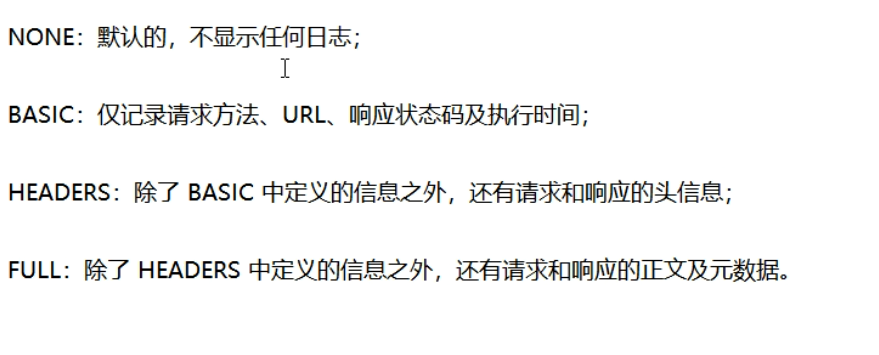 NONE：默认的，不显示任何日志；
BASIC：仅记录请求方法、URL、响应状态码及执行时间；
HEADERS：除了 BASIC 中定义的信息之外，还有请求和响应的头信息；
FULL：除了 HEADERS 中定义的信息之外，还有请求和响应的正文及元数据。